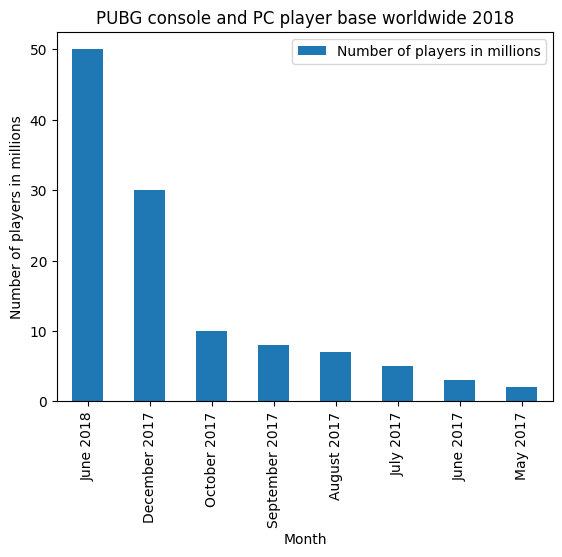 PUBG console and PC player base worldwide 2018
Number of players in millions
Number of players in millions
50
40
30
20
10
0
June 2018
December 2017
October 2017
September 2017
August 2017
July 2017
June 2017
May 2017
Month